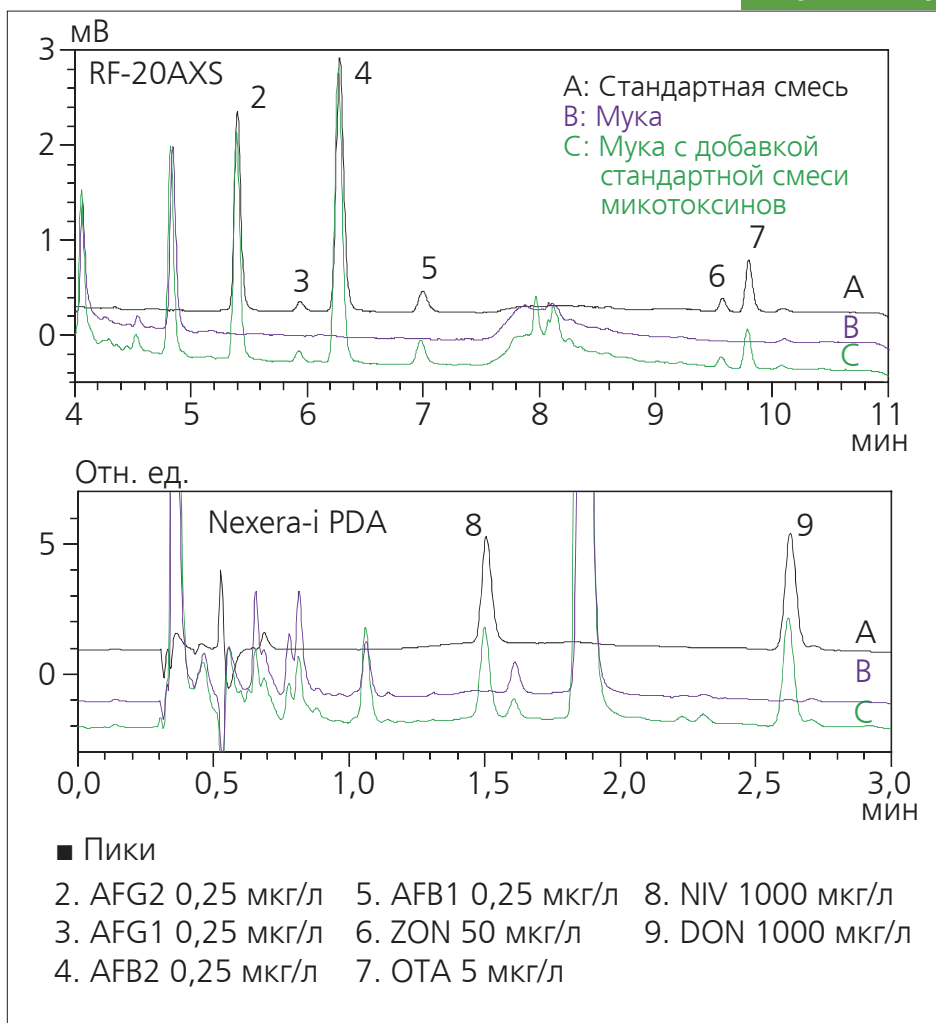 мВ
RF-20AXS
A: Стандартная смесь
B: Мука
C: Мука с добавкой
стандартной смеси
микотоксинов
3
2
1
0
2
3
4
5
6
7
A
B
C
4 5 6 7 8 9 10 11
мин
Отн. ед.
Nexera-i PDA
5
0
8
9
A
B
C
0,0 0,5 1,0 1,5 2,0 2,5 3,0
мин
■ Пики
2. AFG2 0,25 мкг/л 5. AFB1 0,25 мкг/л 8. NIV 1000 мкг/л
3. AFG1 0,25 мкг/л 6. ZON 50 мкг/л 9. DON 1000 мкг/л
4. AFB2 0,25 мкг/л 7. OTA 5 мкг/л